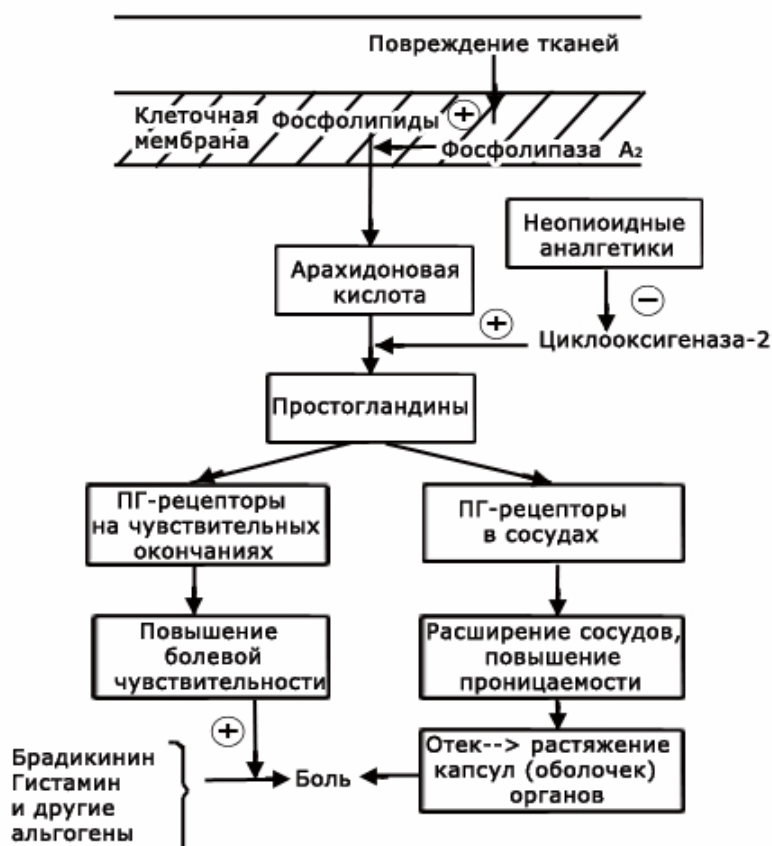 Повреждение тканей
Клеточная
мембрана
Фосфолипиды
+
Фосфолипаза А₂
Неопиоидные
аналгетики
Арахидоновая
кислота
−
+
Циклооксигеназа-2
Простогландины
ПГ-рецепторы
на чувствительных
окончаниях
ПГ-рецепторы
в сосудах
Повышение
болевой
чувствительности
Расширение сосудов,
повышение
проницаемости
+
Брадикинин
Гистамин
и другие
альгогены
Боль
Отек--> растяжение
капсул (оболочек)
органов